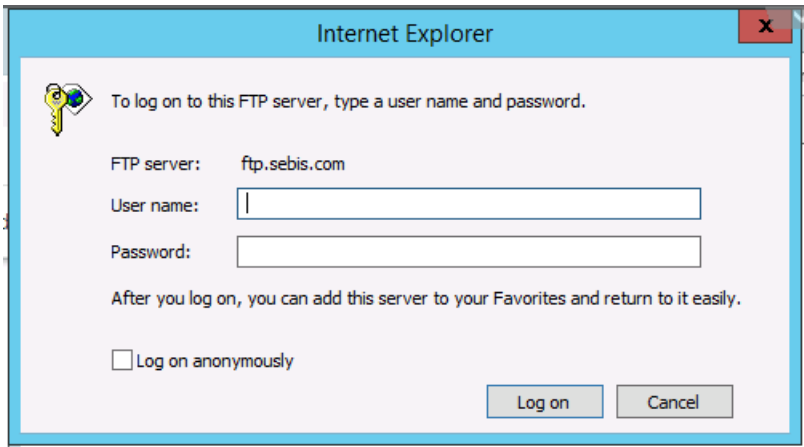 Internet Explorer
x
To log on to this FTP server, type a user name and password.
FTP server: ftp.sebis.com
User name:
Password:
After you log on, you can add this server to your Favorites and return to it easily.
Log on anonymously
Log on Cancel